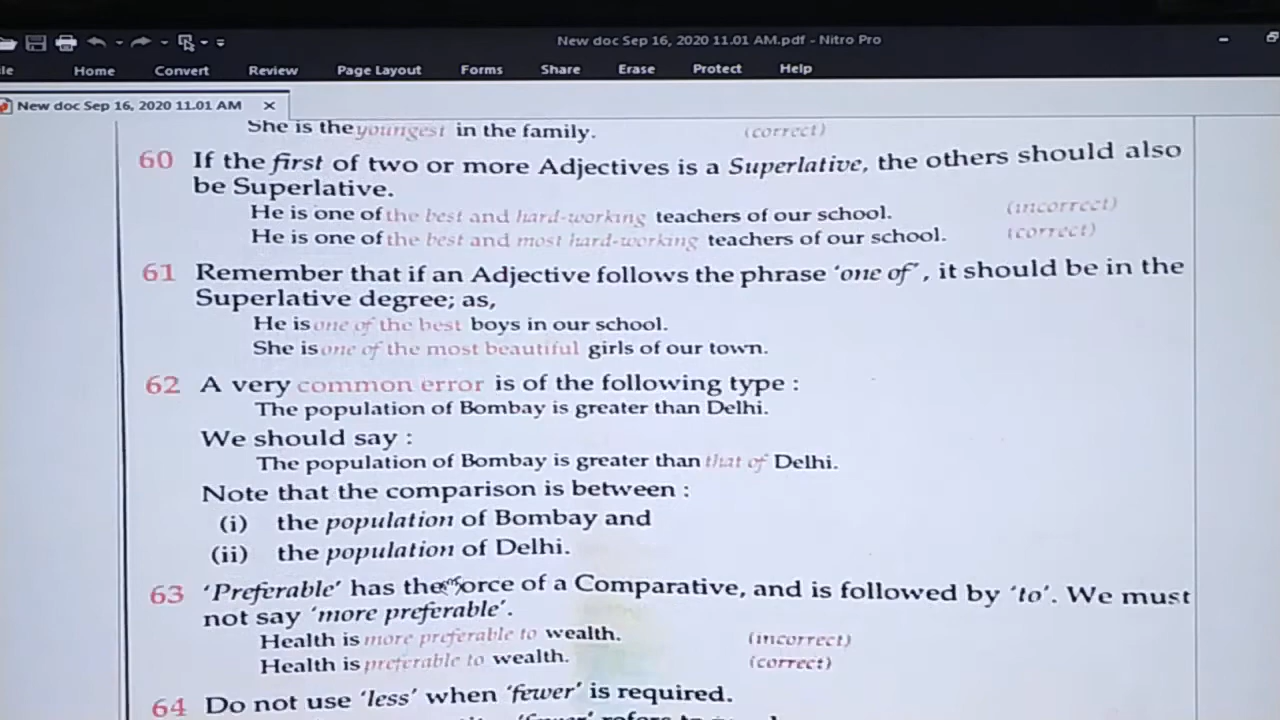 New doc Sep 16, 2020 11.01 AM.pdf - Nitro Pro
Home Convert Review Page Layout Forms Share Erase Protect Help
New doc Sep 16, 2020 11.01 AM ×
She is the youngest in the family. (correct)
60 If the first of two or more Adjectives is a Superlative, the others should also
be Superlative.
He is one of the best and hard-working teachers of our school. (incorrect)
He is one of the best and most hard-working teachers of our school. (correct)
61 Remember that if an Adjective follows the phrase 'one of', it should be in the
Superlative degree; as,
He is one of the best boys in our school.
She is one of the most beautiful girls of our town.
62 A very common error is of the following type :
The population of Bombay is greater than Delhi.
We should say :
The population of Bombay is greater than that of Delhi.
Note that the comparison is between :
(i) the population of Bombay and
(ii) the population of Delhi.
63 'Preferable' has the force of a Comparative, and is followed by 'to'. We must
not say 'more preferable'.
Health is more preferable to wealth. (incorrect)
Health is preferable to wealth. (correct)
64 Do not use 'less' when 'fewer' is required.